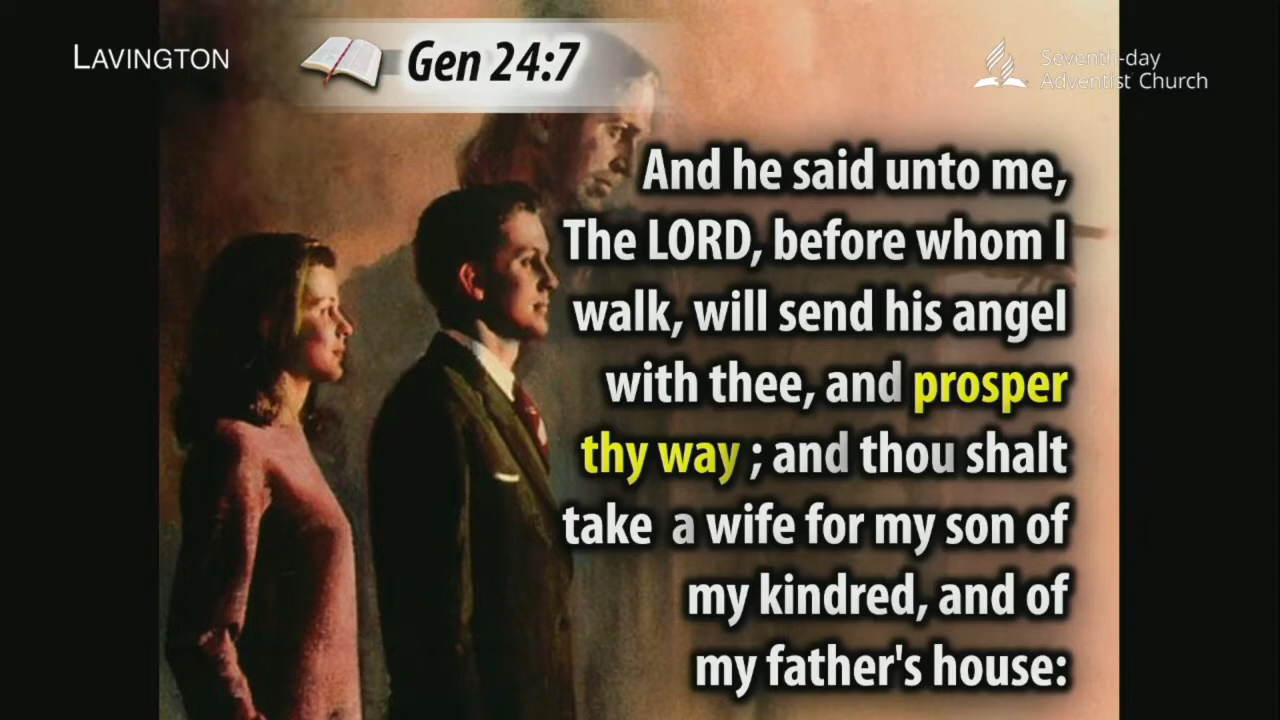 LAVINGTON
Gen 24:7
Seventh-day
Adventist Church
And he said unto me,
The LORD, before whom I
walk, will send his angel
with thee, and prosper
thy way ; and thou shalt
take a wife for my son of
my kindred, and of
my father's house: